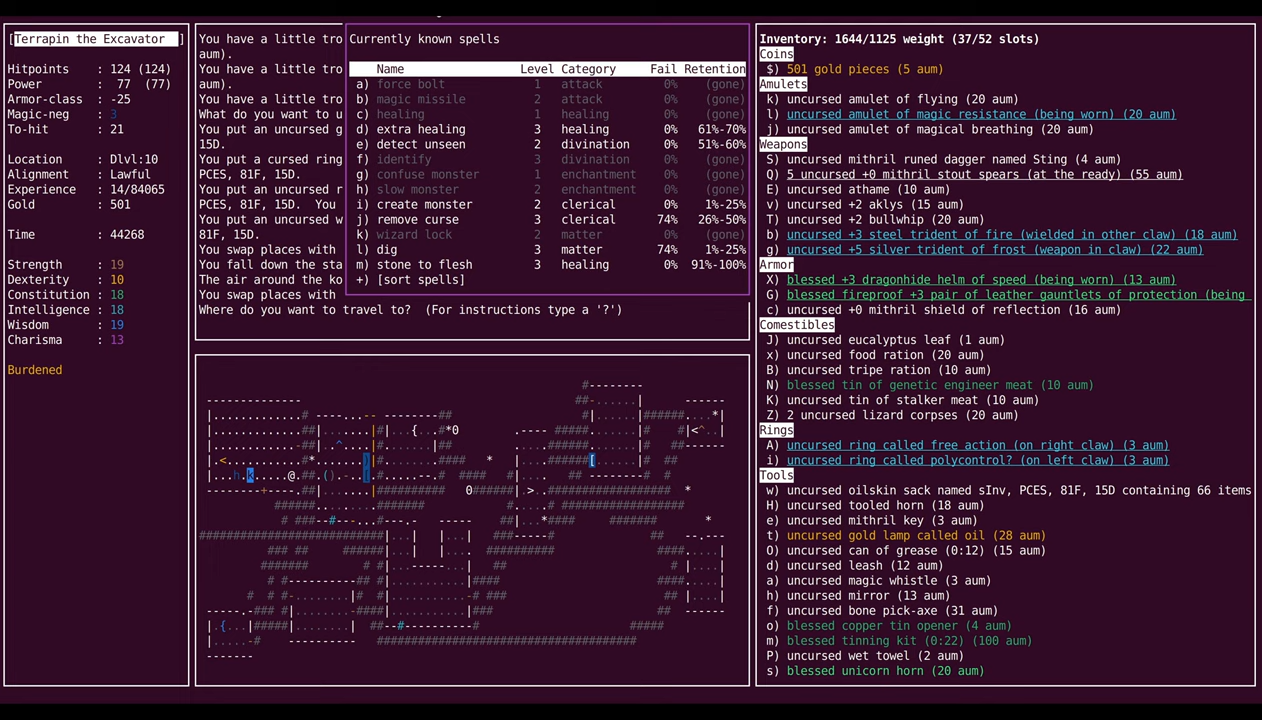 [Terrapin the Excavator ]
Hitpoints : 124 (124)
Power : 77 (77)
Armor-class : -25
Magic-neg : 3
To-hit : 21
Location : Dlvl:10
Alignment : Lawful
Experience : 14/84065
Gold : 501
Time : 44268
Strength : 19
Dexterity : 10
Constitution : 18
Intelligence : 18
Wisdom : 19
Charisma : 13
Burdened
You have a little tro
aum).
You have a little tro
aum).
You have a little tro
What do you want to u
You put an uncursed g
15D.
You put a cursed ring
PCES, 81F, 15D.
You put an uncursed r
PCES, 81F, 15D.  You
You put an uncursed w
81F, 15D.
You swap places with
You fall down the sta
The air around the ko
You swap places with
Where do you want to travel to?  (For instructions type a '?')
Currently known spells
Name Level Category Fail Retention
a) force bolt 1 attack 0% (gone)
b) magic missile 2 attack 0% (gone)
c) healing 1 healing 0% (gone)
d) extra healing 3 healing 0% 61%-70%
e) detect unseen 2 divination 0% 51%-60%
f) identify 3 divination 0% (gone)
g) confuse monster 1 enchantment 0% (gone)
h) slow monster 2 enchantment 0% (gone)
i) create monster 2 clerical 0% 1%-25%
j) remove curse 3 clerical 74% 26%-50%
k) wizard lock 2 matter 0% (gone)
l) dig 3 matter 74% 1%-25%
m) stone to flesh 3 healing 0% 91%-100%
+) [sort spells]
Inventory: 1644/1125 weight (37/52 slots)
Coins
$) 501 gold pieces (5 aum)
Amulets
k) uncursed amulet of flying (20 aum)
l) uncursed amulet of magic resistance (being worn) (20 aum)
j) uncursed amulet of magical breathing (20 aum)
Weapons
S) uncursed mithril runed dagger named Sting (4 aum)
Q) 5 uncursed +0 mithril stout spears (at the ready) (55 aum)
E) uncursed athame (10 aum)
v) uncursed +2 aklys (15 aum)
T) uncursed +2 bullwhip (20 aum)
b) uncursed +3 steel trident of fire (wielded in other claw) (18 aum)
g) uncursed +5 silver trident of frost (weapon in claw) (22 aum)
Armor
X) blessed +3 dragonhide helm of speed (being worn) (13 aum)
G) blessed fireproof +3 pair of leather gauntlets of protection (being
c) uncursed +0 mithril shield of reflection (16 aum)
Comestibles
J) uncursed eucalyptus leaf (1 aum)
x) uncursed food ration (20 aum)
B) uncursed tripe ration (10 aum)
N) blessed tin of genetic engineer meat (10 aum)
K) uncursed tin of stalker meat (10 aum)
Z) 2 uncursed lizard corpses (20 aum)
Rings
A) uncursed ring called free action (on right claw) (3 aum)
i) uncursed ring called polycontrol? (on left claw) (3 aum)
Tools
w) uncursed oilskin sack named sInv, PCES, 81F, 15D containing 66 items
H) uncursed tooled horn (18 aum)
e) uncursed mithril key (3 aum)
t) uncursed gold lamp called oil (28 aum)
O) uncursed can of grease (0:12) (15 aum)
d) uncursed leash (12 aum)
a) uncursed magic whistle (3 aum)
h) uncursed mirror (13 aum)
f) uncursed bone pick-axe (31 aum)
o) blessed copper tin opener (4 aum)
m) blessed tinning kit (0:22) (100 aum)
P) uncursed wet towel (2 aum)
s) blessed unicorn horn (20 aum)